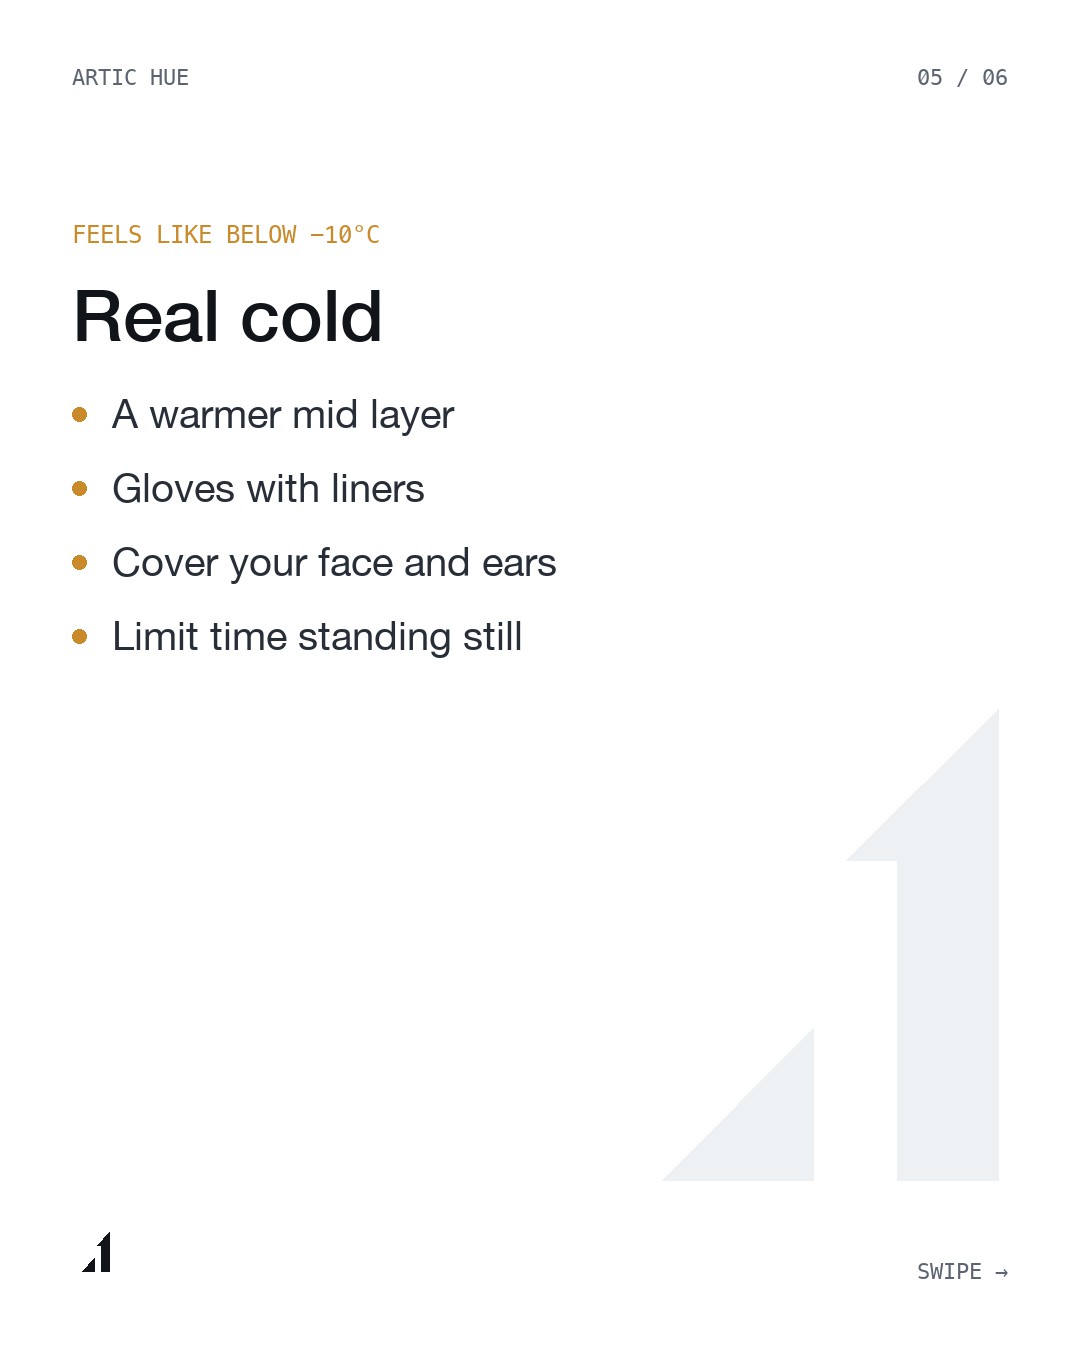 ARTIC HUE
05 / 06
FEELS LIKE BELOW −10°C
Real cold
A warmer mid layer
Gloves with liners
Cover your face and ears
Limit time standing still
SWIPE →